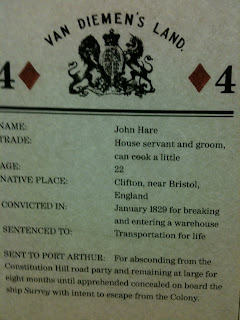 VAN DIEMEN'S LAND.
4 4
NAME: John Hare
TRADE: House servant and groom,
can cook a little
AGE: 22
NATIVE PLACE: Clifton, near Bristol,
England
CONVICTED IN: January 1829 for breaking
and entering a warehouse
SENTENCED TO: Transportation for life
SENT TO PORT ARTHUR: For absconding from the
Constitution Hill road party and remaining at large for
eight months until apprehended concealed on board the
ship Surrey with intent to escape from the Colony.